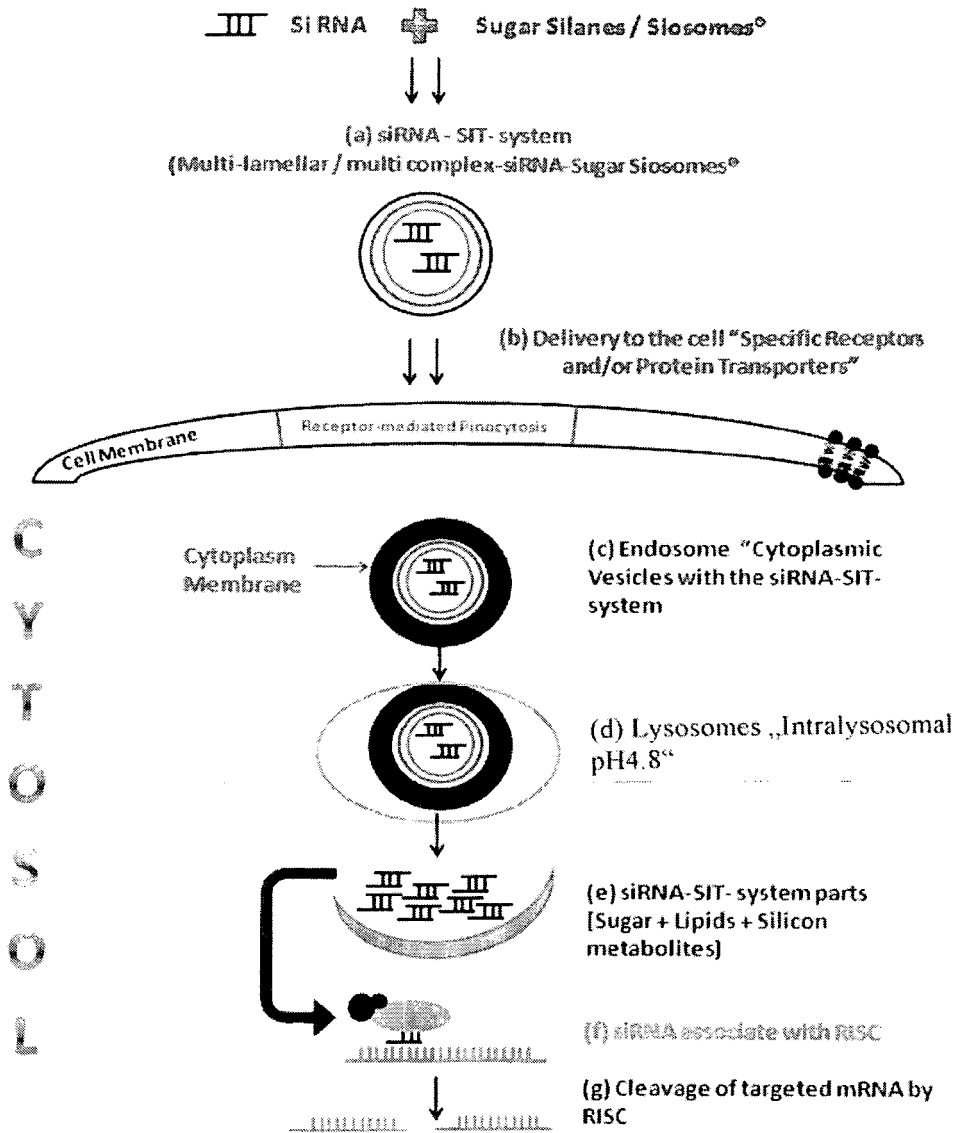 Si RNA Sugar Silanes / Siosomes®
(a) siRNA - SIT- system
(Multi-lamellar / multi complex-siRNA-Sugar Siosomes®
(b) Delivery to the cell "Specific Receptors
and/or Protein Transporters"
Cell Membrane
Receptor-mediated Pinocytosis
CYTOSOL
Cytoplasm
Membrane
(c) Endosome "Cytoplasmic
Vesicles with the siRNA-SIT-
system
(d) Lysosomes „Intralysosomal
pH4.8“
(e) siRNA-SIT- system parts
[Sugar + Lipids + Silicon
metabolites]
(f) siRNA associate with RISC
(g) Cleavage of targeted mRNA by
RISC